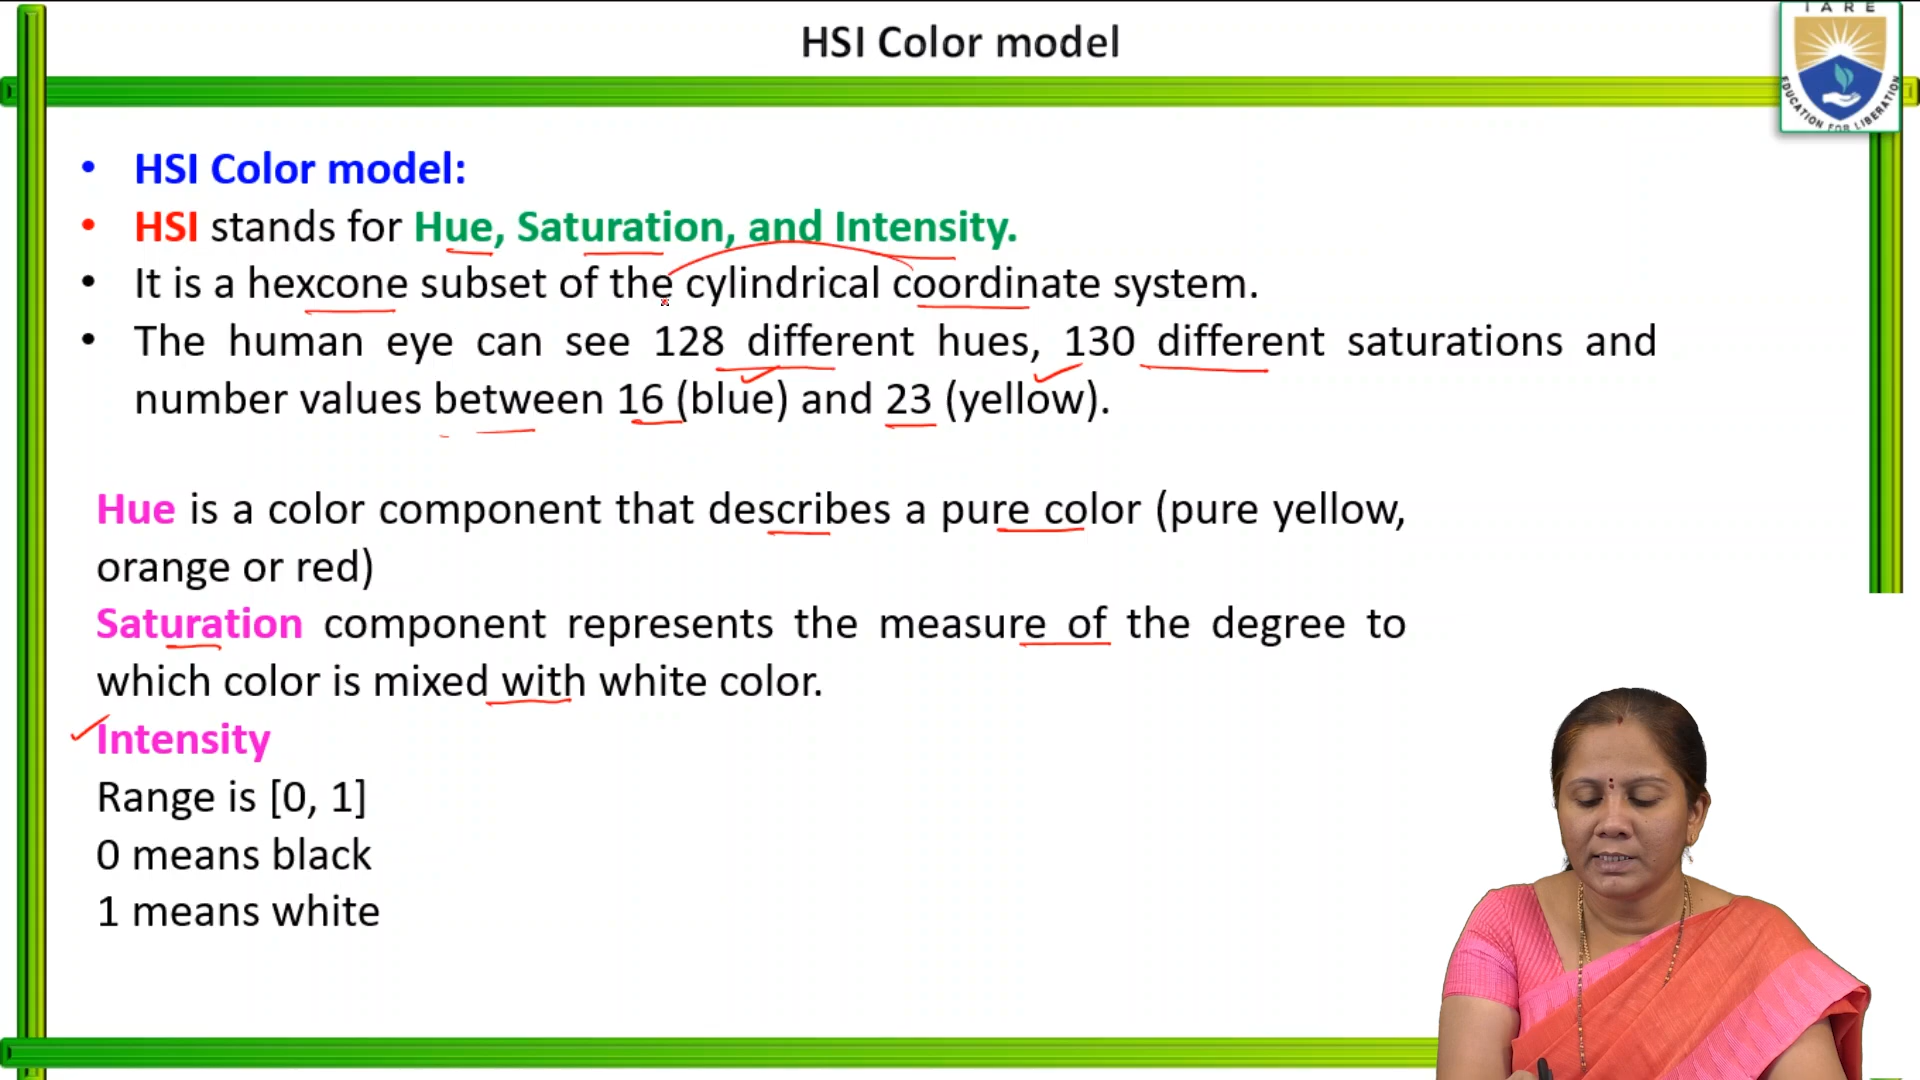 HSI Color model
IARE
EDUCATION FOR LIBERATION
• HSI Color model:
• HSI stands for Hue, Saturation, and Intensity.
• It is a hexcone subset of the cylindrical coordinate system.
• The human eye can see 128 different hues, 130 different saturations and
number values between 16 (blue) and 23 (yellow).
Hue is a color component that describes a pure color (pure yellow,
orange or red)
Saturation component represents the measure of the degree to
which color is mixed with white color.
Intensity
Range is [0, 1]
0 means black
1 means white